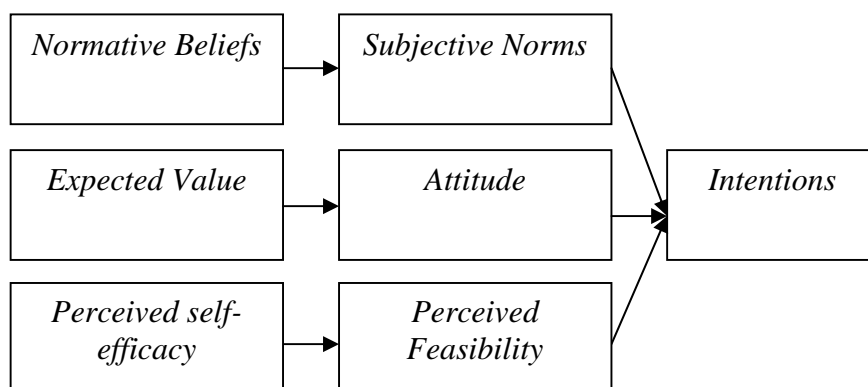 Normative Beliefs
Subjective Norms
Expected Value
Attitude
Intentions
Perceived self-
efficacy
Perceived
Feasibility